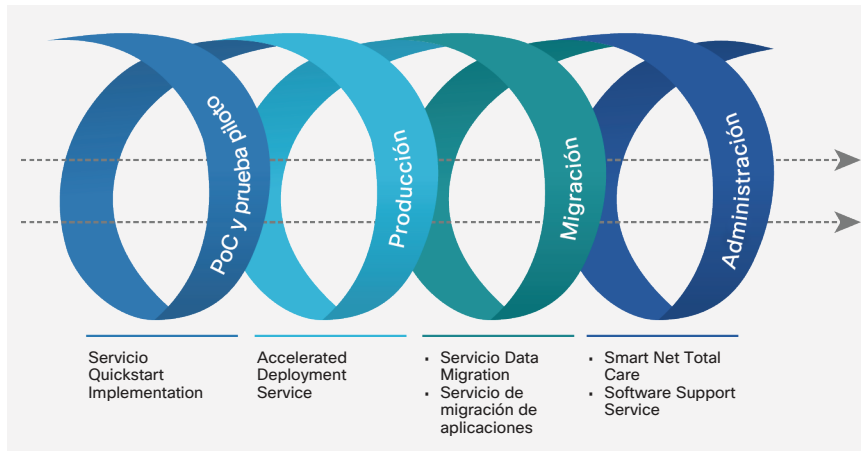 PoC y prueba piloto
Producción
Migración
Administración
Servicio
Quickstart
Implementation
Accelerated
Deployment
Service
· Servicio Data
Migration
· Servicio de
migración de
aplicaciones
· Smart Net Total
Care
· Software Support
Service